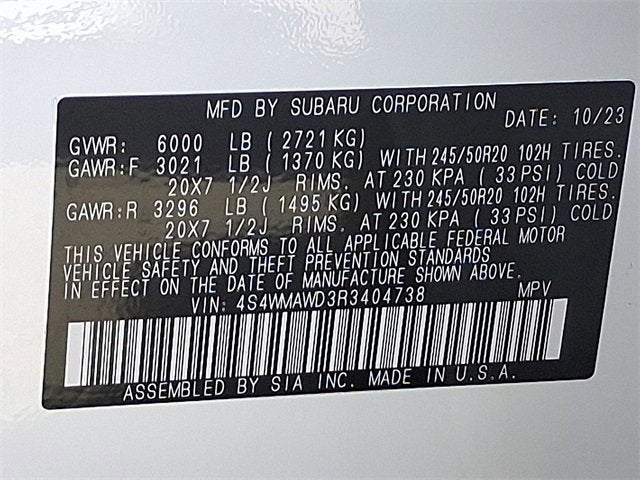 MFD BY SUBARU CORPORATION DATE: 10/23
GVWR: 6000 LB ( 2721 KG)
GAWR:F 3021 LB ( 1370 KG) WITH 245/50R20 102H TIRES.
20X7 1/2J RIMS. AT 230 KPA ( 33 PSI) COLD
GAWR:R 3296 LB ( 1495 KG) WITH 245/50R20 102H TIRES.
20X7 1/2J RIMS. AT 230 KPA ( 33 PSI) COLD
THIS VEHICLE CONFORMS TO ALL APPLICABLE FEDERAL MOTOR
VEHICLE SAFETY AND THEFT PREVENTION STANDARDS
IN EFFECT ON THE DATE OF MANUFACTURE SHOWN ABOVE.
VIN: 4S4WMAWD3R3404738 MPV
ASSEMBLED BY SIA INC. MADE IN U.S.A.